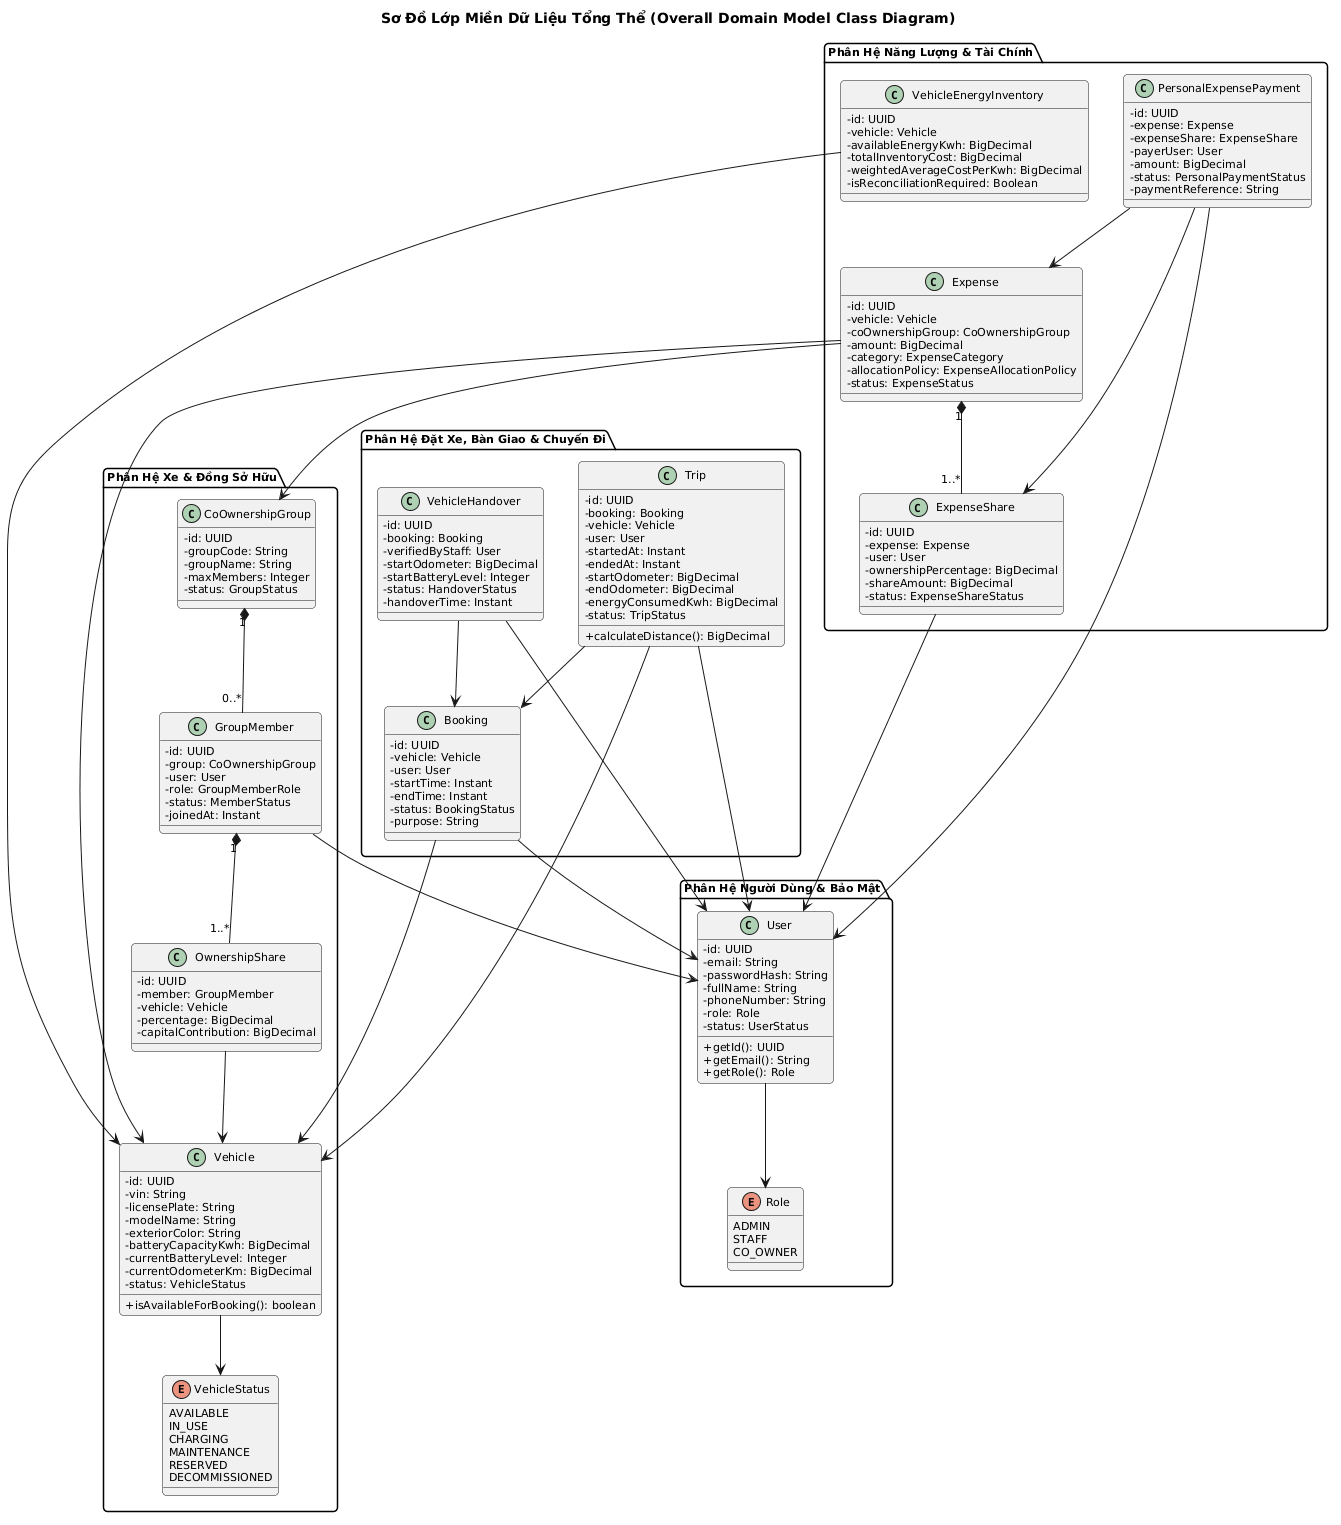 Sơ Đồ Lớp Miền Dữ Liệu Tổng Thể (Overall Domain Model Class Diagram)
Phân Hệ Năng Lượng & Tài Chính
C VehicleEnergyInventory
-id: UUID
-vehicle: Vehicle
-availableEnergyKwh: BigDecimal
-totalInventoryCost: BigDecimal
-weightedAverageCostPerKwh: BigDecimal
-isReconciliationRequired: Boolean
C PersonalExpensePayment
-id: UUID
-expense: Expense
-expenseShare: ExpenseShare
-payerUser: User
-amount: BigDecimal
-status: PersonalPaymentStatus
-paymentReference: String
C Expense
-id: UUID
-vehicle: Vehicle
-coOwnershipGroup: CoOwnershipGroup
-amount: BigDecimal
-category: ExpenseCategory
-allocationPolicy: ExpenseAllocationPolicy
-status: ExpenseStatus
1
1..*
C ExpenseShare
-id: UUID
-expense: Expense
-user: User
-ownershipPercentage: BigDecimal
-shareAmount: BigDecimal
-status: ExpenseShareStatus
Phân Hệ Đặt Xe, Bàn Giao & Chuyến Đi
C VehicleHandover
-id: UUID
-booking: Booking
-verifiedByStaff: User
-startOdometer: BigDecimal
-startBatteryLevel: Integer
-status: HandoverStatus
-handoverTime: Instant
C Trip
-id: UUID
-booking: Booking
-vehicle: Vehicle
-user: User
-startedAt: Instant
-endedAt: Instant
-startOdometer: BigDecimal
-endOdometer: BigDecimal
-energyConsumedKwh: BigDecimal
-status: TripStatus
+calculateDistance(): BigDecimal
C Booking
-id: UUID
-vehicle: Vehicle
-user: User
-startTime: Instant
-endTime: Instant
-status: BookingStatus
-purpose: String
Phân Hệ Xe & Đồng Sở Hữu
C CoOwnershipGroup
-id: UUID
-groupCode: String
-groupName: String
-maxMembers: Integer
-status: GroupStatus
1
0..*
C GroupMember
-id: UUID
-group: CoOwnershipGroup
-user: User
-role: GroupMemberRole
-status: MemberStatus
-joinedAt: Instant
1
1..*
C OwnershipShare
-id: UUID
-member: GroupMember
-vehicle: Vehicle
-percentage: BigDecimal
-capitalContribution: BigDecimal
C Vehicle
-id: UUID
-vin: String
-licensePlate: String
-modelName: String
-exteriorColor: String
-batteryCapacityKwh: BigDecimal
-currentBatteryLevel: Integer
-currentOdometerKm: BigDecimal
-status: VehicleStatus
+isAvailableForBooking(): boolean
E VehicleStatus
AVAILABLE
IN_USE
CHARGING
MAINTENANCE
RESERVED
DECOMMISSIONED
Phân Hệ Người Dùng & Bảo Mật
C User
-id: UUID
-email: String
-passwordHash: String
-fullName: String
-phoneNumber: String
-role: Role
-status: UserStatus
+getId(): UUID
+getEmail(): String
+getRole(): Role
E Role
ADMIN
STAFF
CO_OWNER